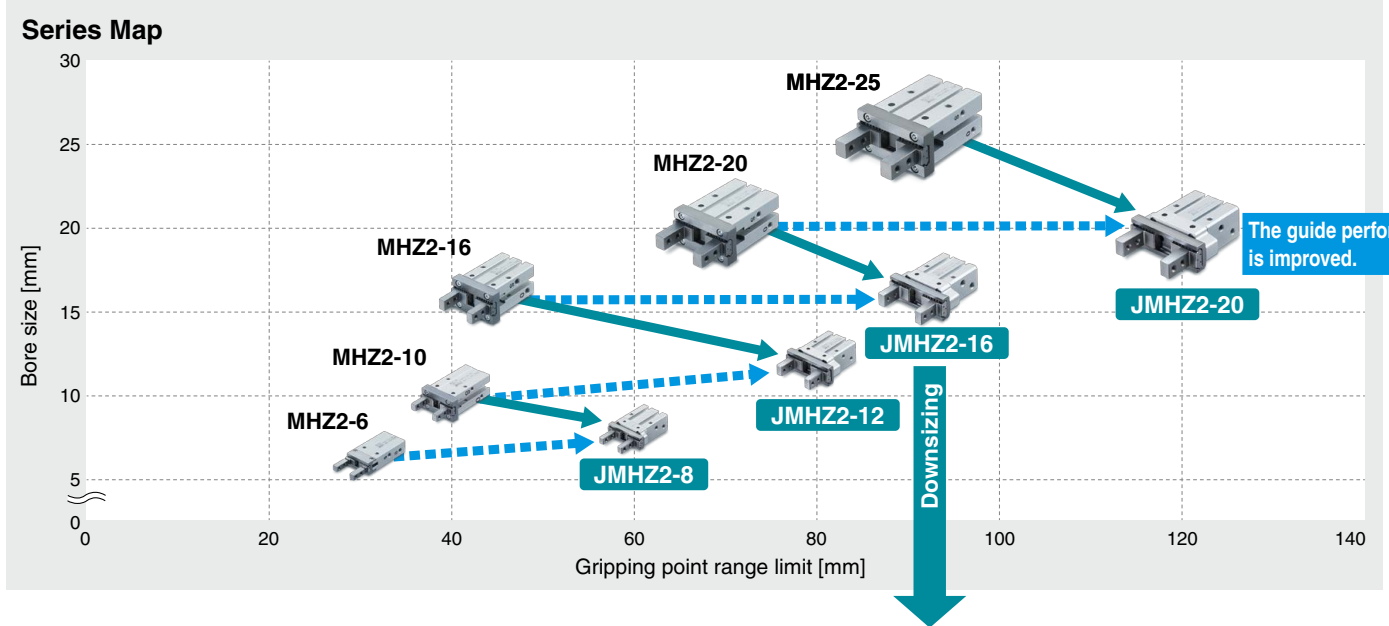 Series Map
30
25
20
15
10
5
0
Bore size [mm]
MHZ2-25
MHZ2-20
MHZ2-16
MHZ2-10
MHZ2-6
The guide
is improved.
JMHZ2-20
JMHZ2-16
JMHZ2-12
JMHZ2-8
Downsizing
0 20 40 60 80 100 120 140
Gripping point range limit [mm]